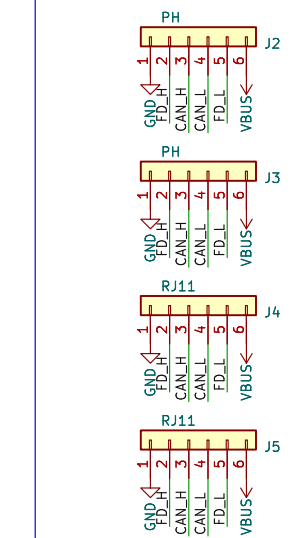 PH
J2
1 2 3 4 5 6
GND FD_H CAN_H CAN_L FD_L VBUS
PH
J3
1 2 3 4 5 6
GND FD_H CAN_H CAN_L FD_L VBUS
RJ11
J4
1 2 3 4 5 6
GND FD_H CAN_H CAN_L FD_L VBUS
RJ11
J5
1 2 3 4 5 6
GND FD_H CAN_H CAN_L FD_L VBUS